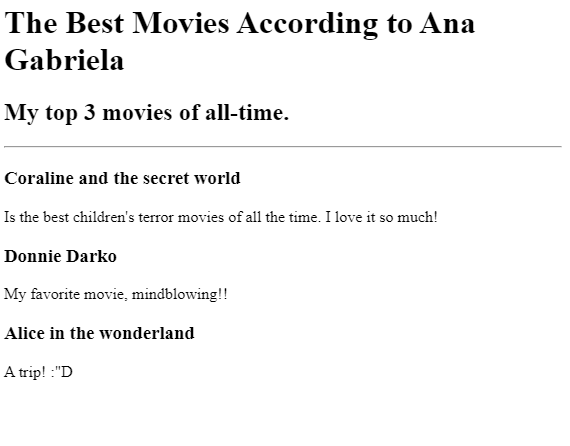 The Best Movies According to Ana
Gabriela
My top 3 movies of all-time.
Coraline and the secret world
Is the best children's terror movies of all the time. I love it so much!
Donnie Darko
My favorite movie, mindblowing!!
Alice in the wonderland
A trip! :"D